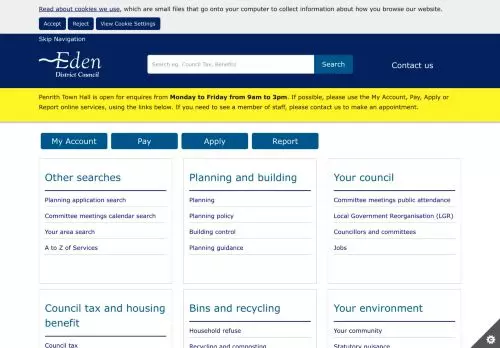 Read about cookies we use, which are small files that go onto your computer to collect information about how you browse our website.
Accept
Reject
View Cookie Settings
Skip Navigation
Eden
District Council
Search eg. Council Tax, Benefits!
Search
Contact us
Penrith Town Hall is open for enquires from Monday to Friday from 9am to 3pm. If possible, please use the My Account, Pay, Apply or
Report online services, using the links below. If you need to see a member of staff, please contact us to make an appointment.
My Account
Pay
Apply
Report
Other searches
Planning application search
Committee meetings calendar search
Your area search
A to Z of Services
Planning and building
Planning
Planning policy
Building control
Planning guidance
Your council
Committee meetings public attendance
Local Government Reorganisation (LGR)
Councillors and committees
Jobs
Council tax and housing
benefit
Council tax
Bins and recycling
Household refuse
Recycling and composting
Your environment
Your community
Statutory guisance